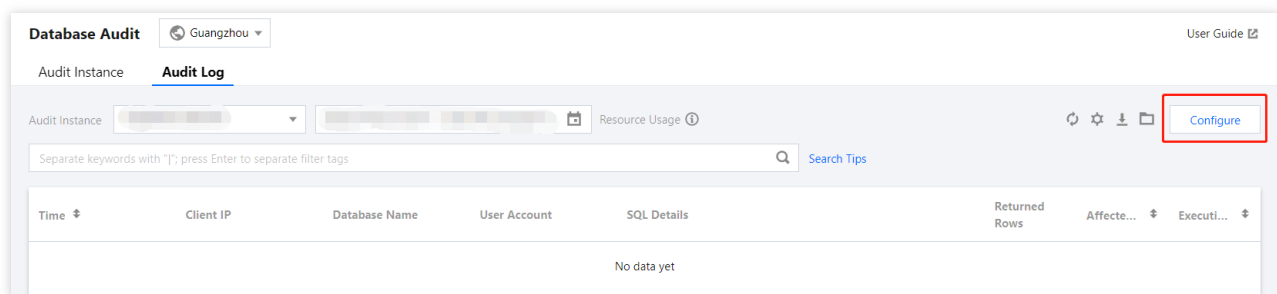 Database Audit Guangzhou User Guide
Audit Instance Audit Log
Audit Instance Resource Usage Configure
Separate keywords with "|"; press Enter to separate filter tags Search Tips
Time Client IP Database Name User Account SQL Details Returned Rows Affecte... Executi...
No data yet